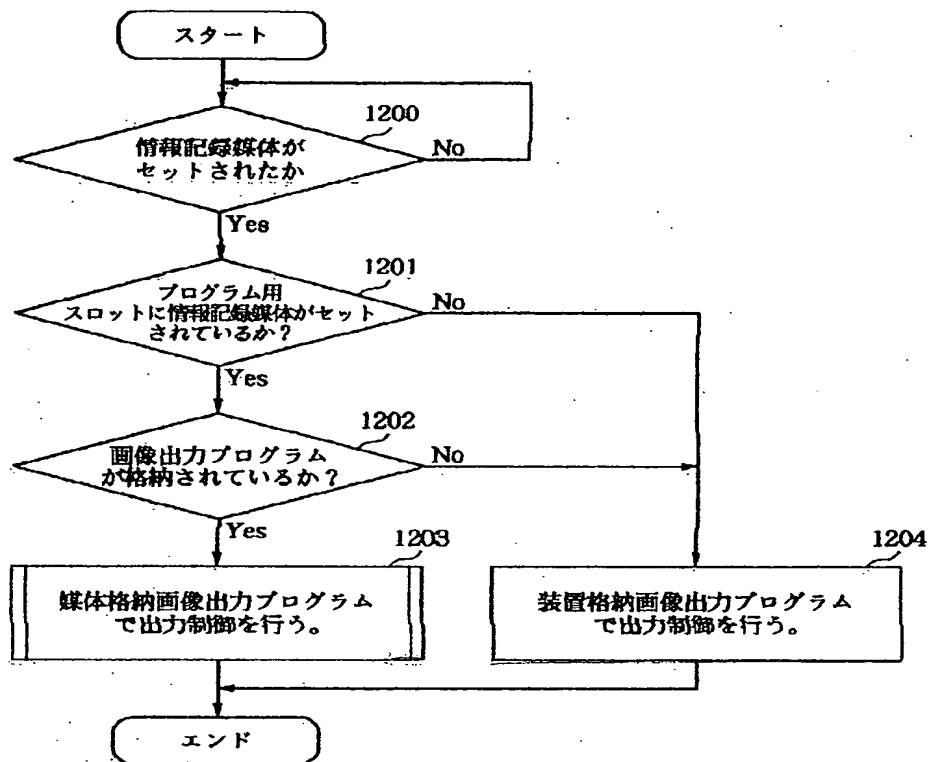 スタート
1200
情報記録媒体が
セットされたか
No
Yes
1201
プログラム用
スロットに情報記録媒体がセット
されているか?
No
Yes
1202
画像出力プログラム
が格納されているか?
No
Yes
1203
媒体格納画像出力プログラム
で出力制御を行う。
1204
装置格納画像出力プログラム
で出力制御を行う。
エンド